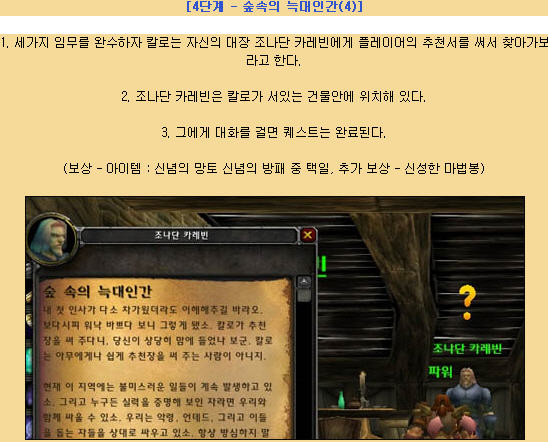 [4단계 - 숲속의 늑대인간(4)]
1. 세가지 임무를 완수하자 칼로는 자신의 대장 조나단 카레빈에게 플레이어의 추천서를 써서 찾아가보
라고 한다.
2. 조나단 카레빈은 칼로가 서있는 건물안에 위치해 있다.
3. 그에게 대화를 걸면 퀘스트는 완료된다.
(보상 - 아이템 : 신념의 망토 신념의 방패 중 택일, 추가 보상 - 신성한 마법봉)
조나단 카레빈
숲 속의 늑대인간
내 첫 인사가 다소 차가웠더라도 이해해주길 바라오.
보다시피 워낙 바쁘다 보니 그렇게 됐소. 칼로가 추천
장을 써 주다니, 당신이 상당히 맘에 들었나 보군. 칼로
는 아무에게나 쉽게 추천장을 써 주는 사람이 아니지.
현재 이 지역에는 불미스러운 일들이 계속 발생하고 있
소. 그리고 누구든 실력을 증명해 보인 자라면 우리와
함께 싸울 수 있소. 우리는 악령, 언데드, 그리고 이들
을 돕는 자들을 상대로 싸우고 있소. 항상 방심하지 말
빈
조나단 카레빈
파워